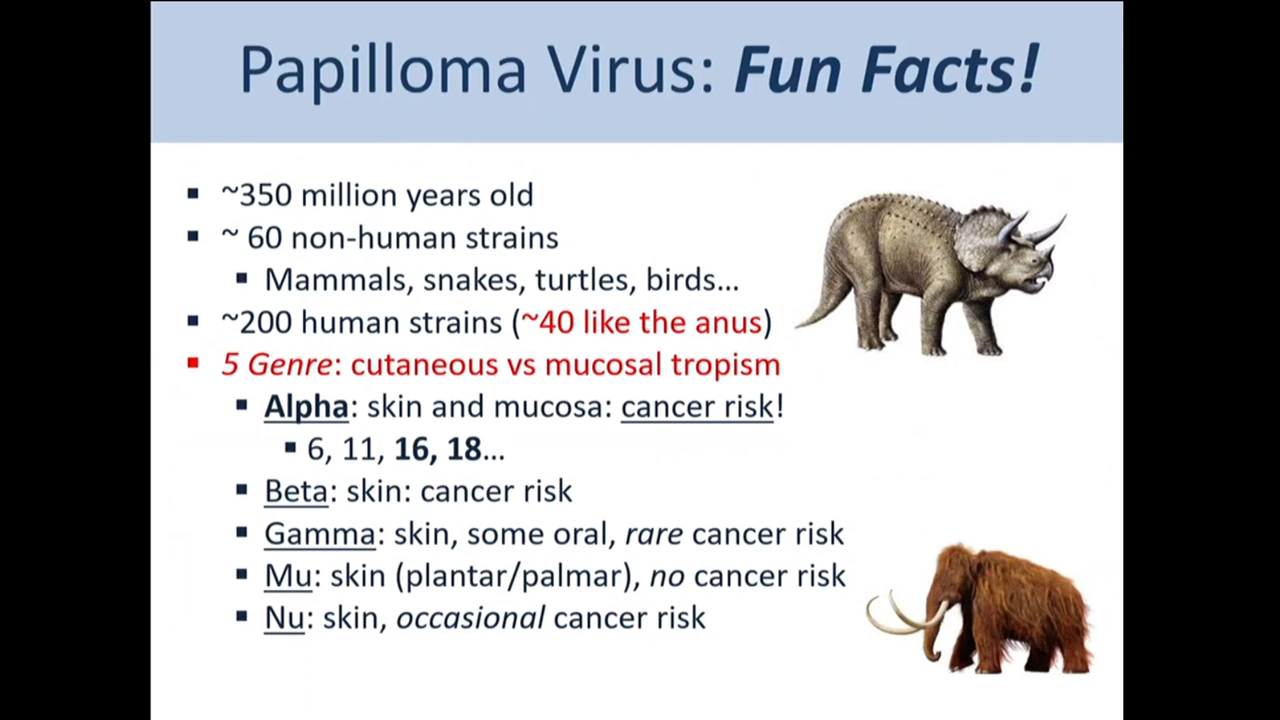 Papilloma Virus: Fun Facts!
▪ ~350 million years old
▪ ~ 60 non-human strains
▪ Mammals, snakes, turtles, birds…
▪ ~200 human strains (~40 like the anus)
▪ 5 Genre: cutaneous vs mucosal tropism
▪ Alpha: skin and mucosa: cancer risk!
▪ 6, 11, 16, 18…
▪ Beta: skin: cancer risk
▪ Gamma: skin, some oral, rare cancer risk
▪ Mu: skin (plantar/palmar), no cancer risk
▪ Nu: skin, occasional cancer risk